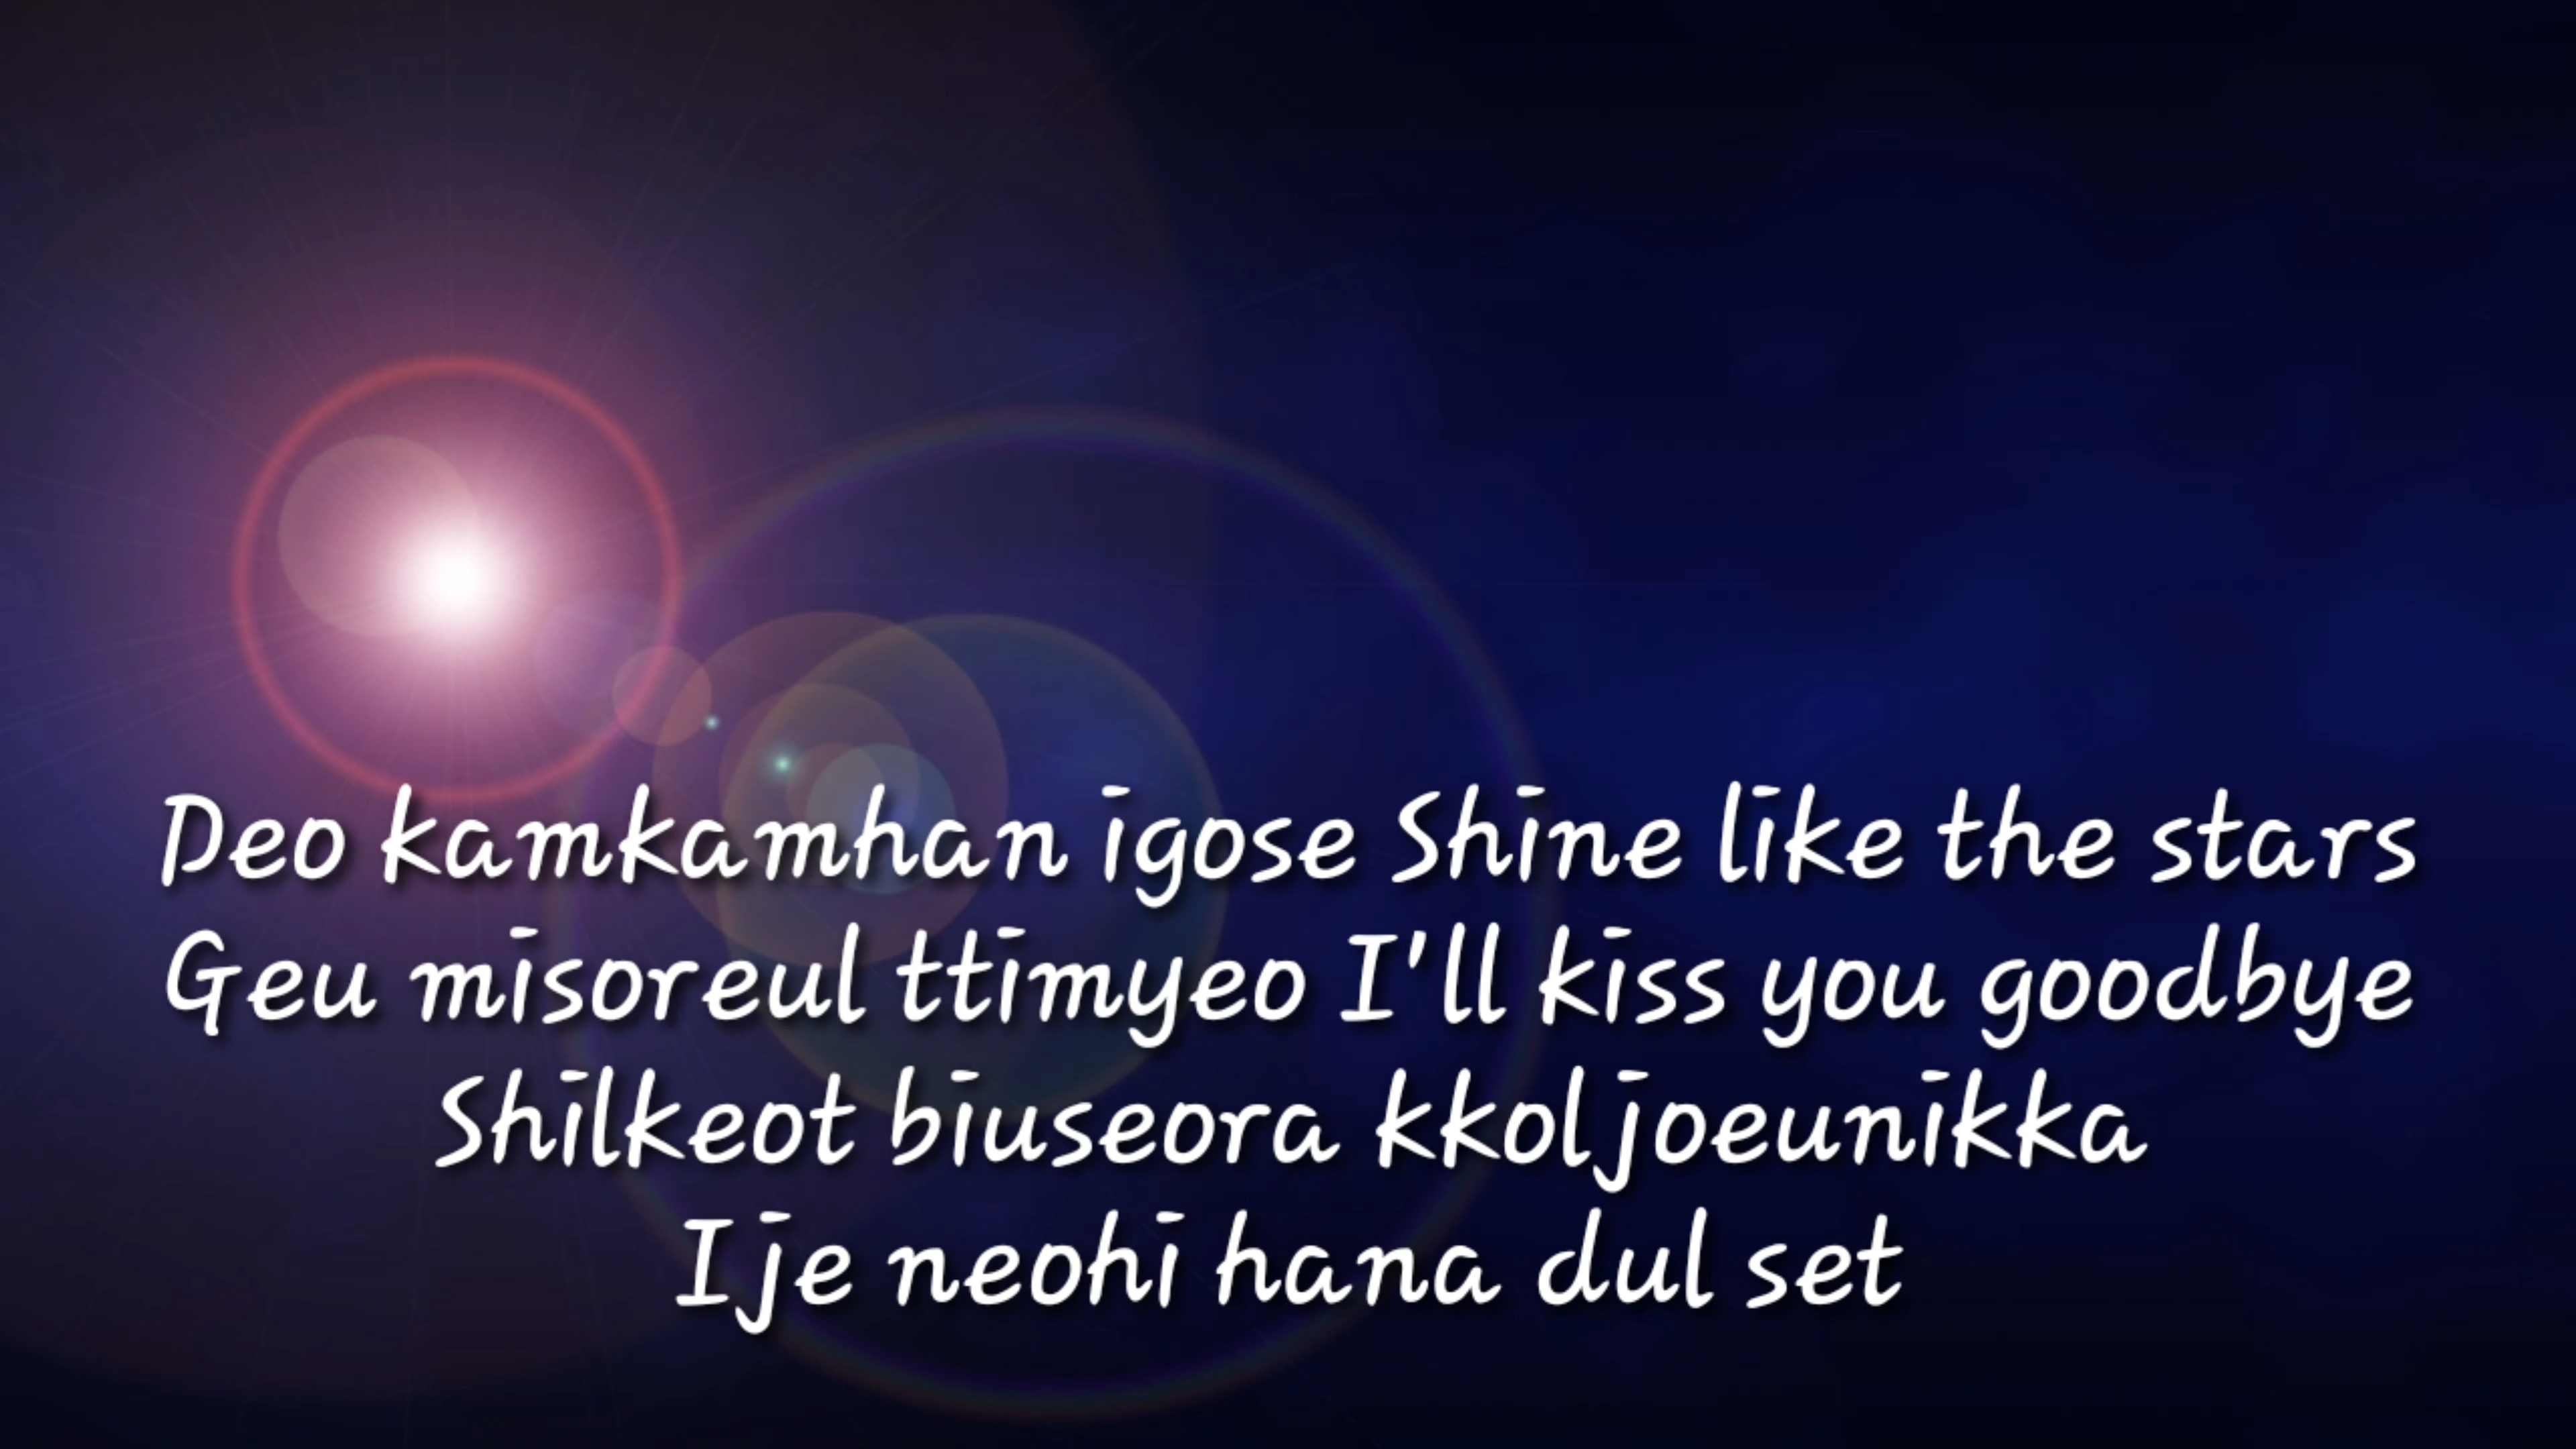 Deo kamkamhan igose Shine like the stars
Geu misoreul ttimyeo I'll kiss you goodbye
Shilkeot biuseora kkoljoeunikka
Ije neohi hana dul set